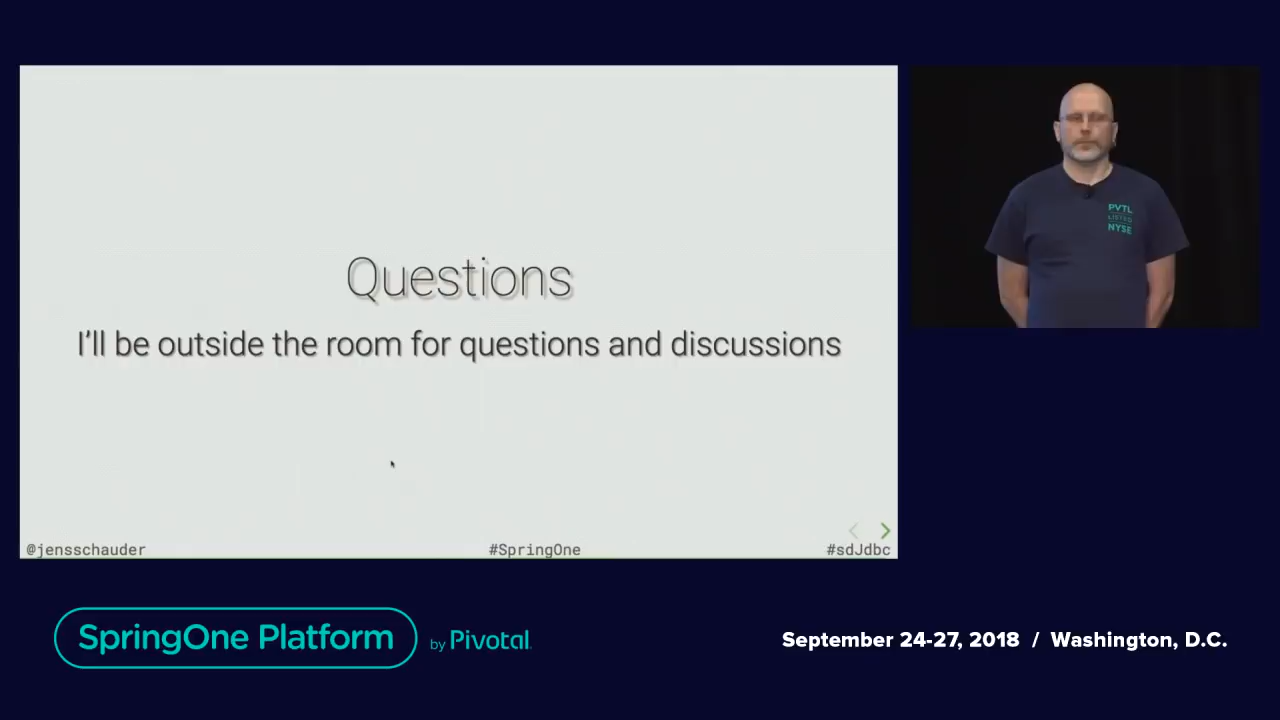 Questions
I'll be outside the room for questions and discussions
@jensschauder
#SpringOne
#sdJdbc
PVTL
LISTED
NYSE
SpringOne Platform
by Pivotal.
September 24-27, 2018 / Washington, D.C.